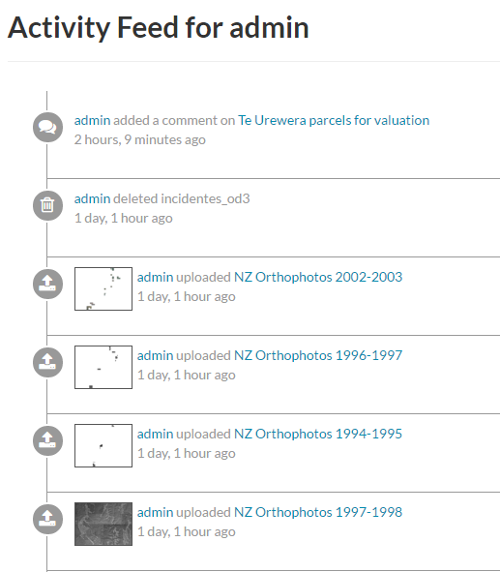 Activity Feed for admin
admin added a comment on Te Urewera parcels for valuation
2 hours, 9 minutes ago
admin deleted incidentes_od3
1 day, 1 hour ago
admin uploaded NZ Orthophotos 2002-2003
1 day, 1 hour ago
admin uploaded NZ Orthophotos 1996-1997
1 day, 1 hour ago
admin uploaded NZ Orthophotos 1994-1995
1 day, 1 hour ago
admin uploaded NZ Orthophotos 1997-1998
1 day, 1 hour ago